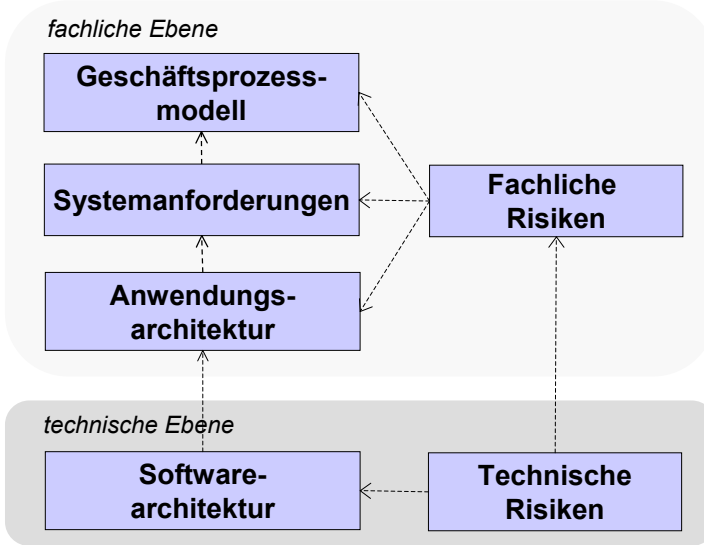 fachliche Ebene
Geschäftsprozess-
modell
Systemanforderungen
Fachliche
Risiken
Anwendungs-
architektur
technische Ebene
Software-
architektur
Technische
Risiken